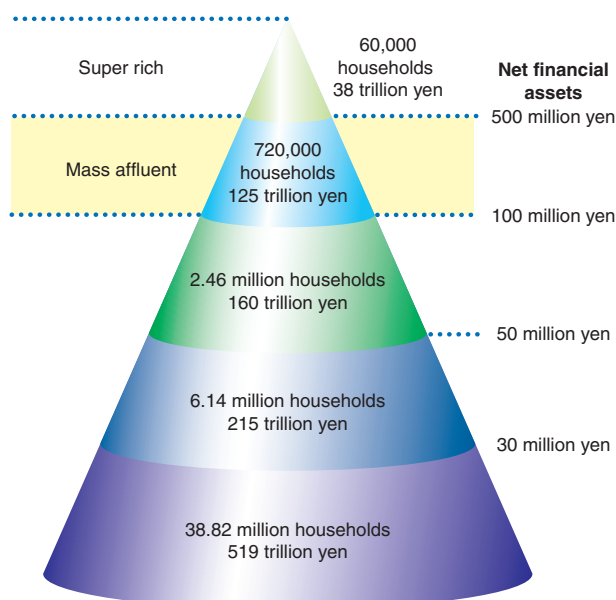 Super rich
60,000
households
38 trillion yen
Net financial
assets
500 million yen
Mass affluent
720,000
households
125 trillion yen
100 million yen
2.46 million households
160 trillion yen
50 million yen
6.14 million households
215 trillion yen
30 million yen
38.82 million households
519 trillion yen